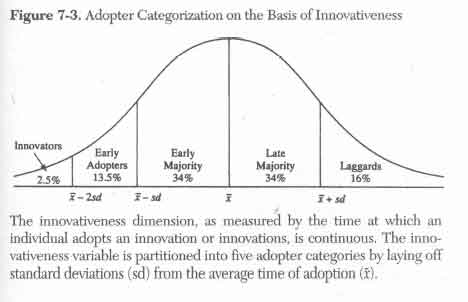 Figure 7-3. Adopter Categorization on the Basis of Innovativeness
Innovators
Early
Adopters
Early
Majority
Late
Majority
Laggards
2.5%
13.5%
34%
34%
16%
x̄ – 2sd
x̄ – sd
x̄
x̄ + sd
The innovativeness dimension, as measured by the time at which an
individual adopts an innovation or innovations, is continuous. The inno-
vativeness variable is partitioned into five adopter categories by laying off
standard deviations (sd) from the average time of adoption (x̄).